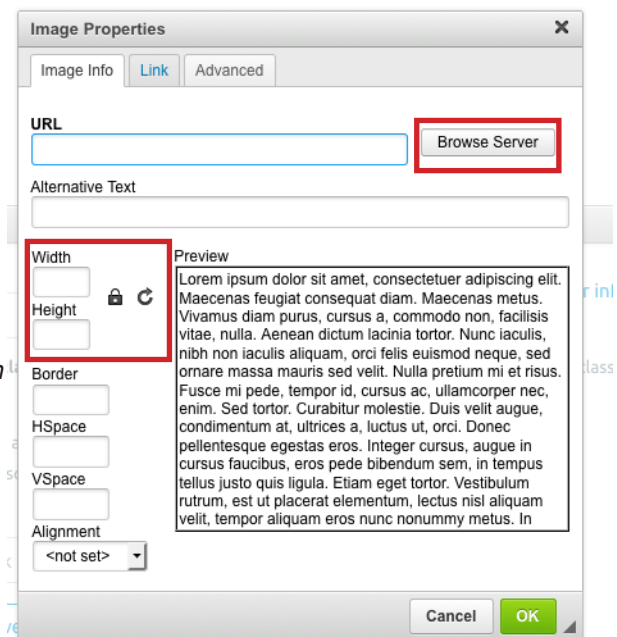 Image Properties
Image Info Link Advanced
URL
Browse Server
Alternative Text
Width
Height
Border
HSpace
VSpace
Alignment
<not set>
Preview
Lorem ipsum dolor sit amet, consectetuer adipiscing elit.
Maecenas feugiat consequat diam. Maecenas metus.
Vivamus diam purus, cursus a, commodo non, facilisis
vitae, nulla. Aenean dictum lacinia tortor. Nunc iaculis,
nibh non iaculis aliquam, orci felis euismod neque, sed
ornare massa mauris sed velit. Nulla pretium mi et risus.
Fusce mi pede, tempor id, cursus ac, ullamcorper nec,
enim. Sed tortor. Curabitur molestie. Duis velit augue,
condimentum at, ultrices a, luctus ut, orci. Donec
pellentesque egestas eros. Integer cursus, augue in
cursus faucibus, eros pede bibendum sem, in tempus
tellus justo quis ligula. Etiam eget tortor. Vestibulum
rutrum, est ut placerat elementum, lectus nisl aliquam
velit, tempor aliquam eros nunc nonummy metus. In
Cancel OK